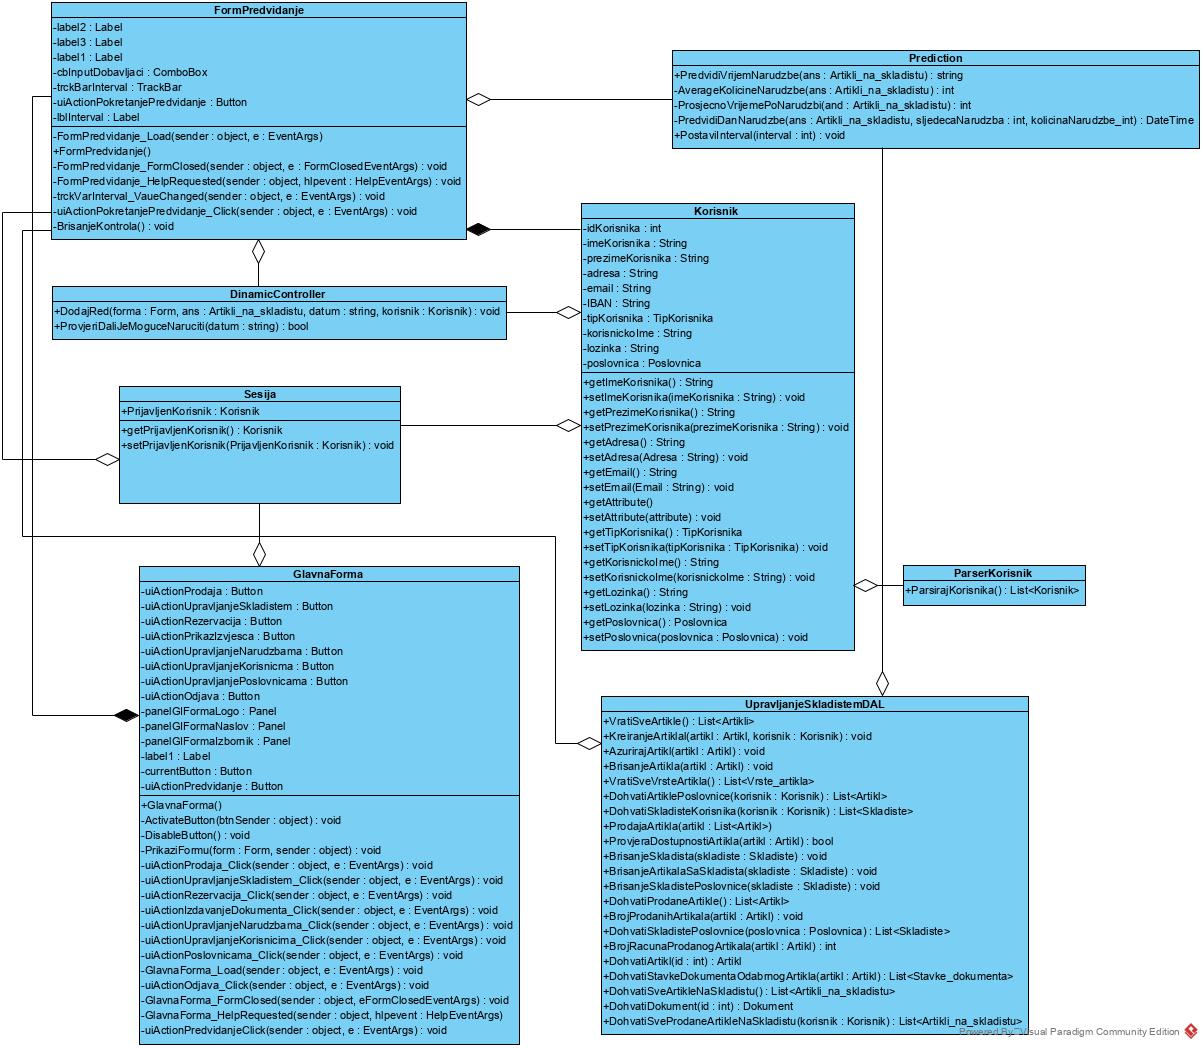 FormPredvidanje
-label2 : Label
-label3 : Label
-label1 : Label
-cbInputDobavljaci : ComboBox
-trckBarInterval : TrackBar
-uiActionPokretanjePredvidanje : Button
-lblInterval : Label
-FormPredvidanje_Load(sender : object, e : EventArgs)
+FormPredvidanje()
-FormPredvidanje_FormClosed(sender : object, e : FormClosedEventArgs) : void
-FormPredvidanje_HelpRequested(sender : object, hlpevent : HelpEventArgs) : void
-trckVarInterval_VaueChanged(sender : object, e : EventArgs) : void
-uiActionPokretanjePredvidanje_Click(sender : object, e : EventArgs) : void
-BrisanjeKontrola() : void
Prediction
+PredvidiVrijemNarudzbe(ans : Artikli_na_skladistu) : string
-AverageKolicineNarudzbe(ans : Artikli_na_skladistu) : int
-ProsjecnoVrijemePoNarudzbi(and : Artikli_na_skladistu) : int
-PredvidiDanNarudzbe(ans : Artikli_na_skladistu, sljedecaNarudzba : int, kolicinaNarudzbe_int) : DateTime
+PostaviInterval(interval : int) : void
Korisnik
-idKorisnika : int
-imeKorisnika : String
-prezimeKorisnika : String
-adresa : String
-email : String
-IBAN : String
-tipKorisnika : TipKorisnika
-korisnickoIme : String
-lozinka : String
-poslovnica : Poslovnica
+getImeKorisnika() : String
+setImeKorisnika(imeKorisnika : String) : void
+getPrezimeKorisnika() : String
+setPrezimeKorisnika(prezimeKorisnika : String) : void
+getAdresa() : String
+setAdresa(Adresa : String) : void
+getEmail() : String
+setEmail(Email : String) : void
+getAttribute()
+setAttribute(attribute) : void
+getTipKorisnika() : TipKorisnika
+setTipKorisnika(tipKorisnika : TipKorisnika) : void
+getKorisnickoIme() : String
+setKorisnickoIme(korisnickoIme : String) : void
+getLozinka() : String
+setLozinka(lozinka : String) : void
+getPoslovnica() : Poslovnica
+setPoslovnica(poslovnica : Poslovnica) : void
DinamicController
+DodajRed(forma : Form, ans : Artikli_na_skladistu, datum : string, korisnik : Korisnik) : void
+ProvjeriDaliJeMoguceNaruciti(datum : string) : bool
Sesija
+PrijavljenKorisnik : Korisnik
+getPrijavljenKorisnik() : Korisnik
+setPrijavljenKorisnik(PrijavljenKorisnik : Korisnik) : void
GlavnaForma
-uiActionProdaja : Button
-uiActionUpravljanjeSkladistem : Button
-uiActionRezervacija : Button
-uiActionPrikazIzvjesca : Button
-uiActionUpravljanjeNarudzbama : Button
-uiActionUpravljanjeKorisnicma : Button
-uiActionUpravljanjePoslovnicama : Button
-uiActionOdjava : Button
-panelGlFormaLogo : Panel
-panelGlFormaNaslov : Panel
-panelGlFormaIzbornik : Panel
-label1 : Label
-currentButton : Button
-uiActionPredvidanje : Button
+GlavnaForma()
-ActivateButton(btnSender : object) : void
-DisableButton() : void
-PrikaziFormu(form : Form, sender : object) : void
-uiActionProdaja_Click(sender : object, e : EventArgs) : void
-uiActionUpravljanjeSkladistem_Click(sender : object, e : EventArgs) : void
-uiActionRezervacija_Click(sender : object, e : EventArgs) : void
-uiActionIzdavanjeDokumenta_Click(sender : object, e : EventArgs) : void
-uiActionUpravljanjeNarudzbama_Click(sender : object, e : EventArgs) : void
-uiActionUpravljanjeKorisnicima_Click(sender : object, e : EventArgs) : void
-uiActionPoslovnicama_Click(sender : object, e : EventArgs) : void
-GlavnaForma_Load(sender : object, e : EventArgs) : void
-uiActionOdjava_Click(sender : object, e : EventArgs) : void
-GlavnaForma_FormClosed(sender : object, eFormClosedEventArgs) : void
-GlavnaForma_HelpRequested(sender : object, hlpevent : HelpEventArgs)
-uiActionPredvidanjeClick(sender : object, e : EventArgs) : void
ParserKorisnik
+ParsirajKorisnika() : List<Korisnik>
UpravljanjeSkladistemDAL
+VratiSveArtikle() : List<Artikli>
+KreiranjeArtiklal(artikl : Artikl, korisnik : Korisnik) : void
+AzurirajArtikl(artikl : Artikl) : void
+BrisanjeArtikla(artikl : Artikl) : void
+VratiSveVrsteArtikla() : List<Vrste_artikla>
+DohvatiArtiklePoslovnice(korisnik : Korisnik) : List<Artikl>
+DohvatiSkladisteKorisnika(korisnik : Korisnik) : List<Skladiste>
+ProdajaArtikla(artikl : List<Artikl>)
+ProvjeraDostupnostiArtikla(artikl : Artikl) : bool
+BrisanjeSkladista(skladiste : Skladiste) : void
+BrisanjeArtikalaSaSkladista(skladiste : Skladiste) : void
+BrisanjeSkladistePoslovnice(skladiste : Skladiste) : void
+DohvatiProdaneArtikle() : List<Artikl>
+BrojProdanihArtikala(artikl : Artikl) : void
+DohvatiSkladistePoslovnice(poslovnica : Poslovnica) : List<Skladiste>
+BrojRacunaProdanogArtikala(artikl : Artikl) : int
+DohvatiArtikl(id : int) : Artikl
+DohvatiStavkeDokumentaOdabrnogArtikla(artikl : Artikl) : List<Stavke_dokumenta>
+DohvatiSveArtikleNaSkladistu() : List<Artikli_na_skladistu>
+DohvatiDokument(id : int) : Dokument
+DohvatiSveProdaneArtikleNaSkladistu(korisnik : Korisnik) : List<Artikli_na_skladistu>
Powered By Visual Paradigm Community Edition